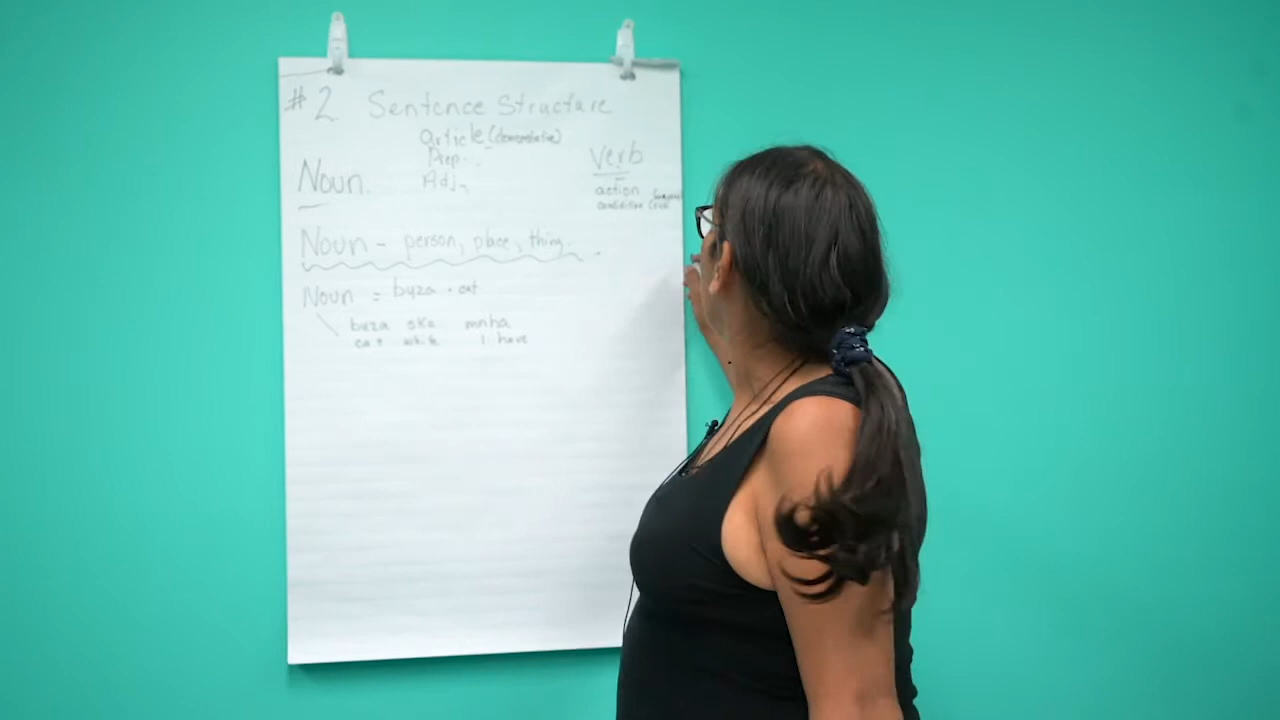 #2. Sentence Structure
article (demonstrative)
Prep.
Noun. Adj. verb
action
condition
Noun - person, place, thing.
Noun = buza · cat
buza ska mnha
cat white I have